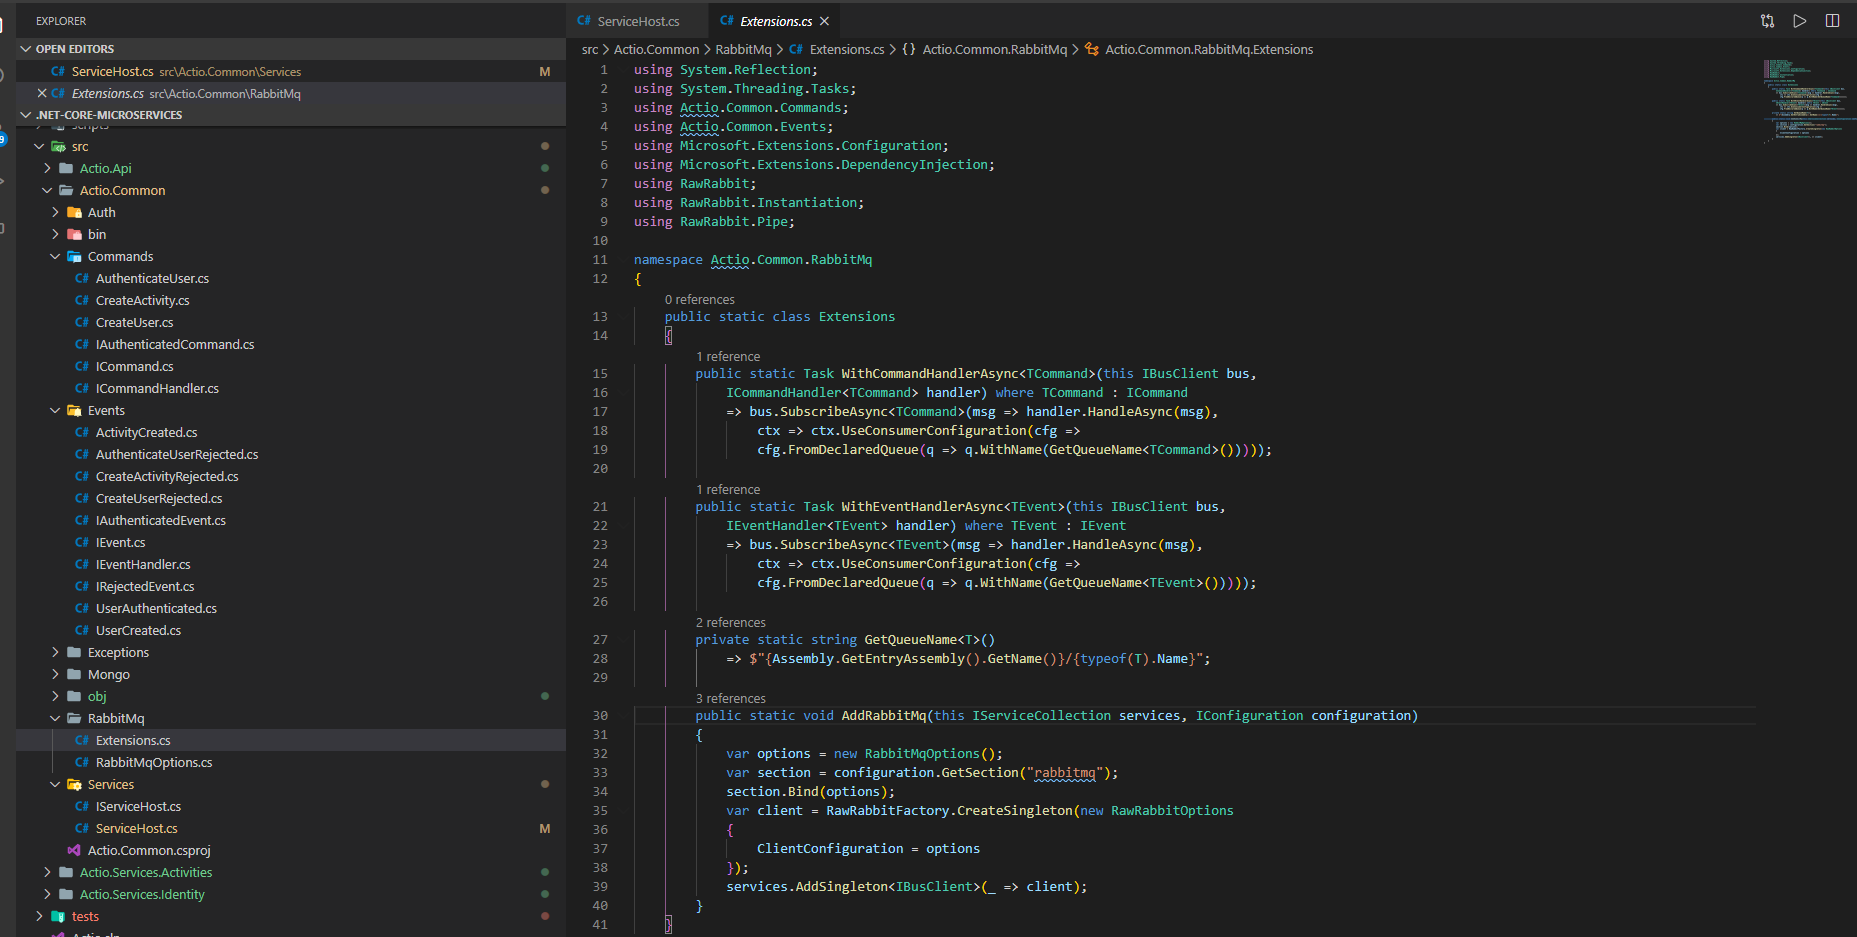 EXPLORER
OPEN EDITORS
C# ServiceHost.cs src\Actio.Common\Services M
C# Extensions.cs src\Actio.Common\RabbitMq
.NET-CORE-MICROSERVICES
scripts
src
Actio.Api
Actio.Common
Auth
bin
Commands
C# AuthenticateUser.cs
C# CreateActivity.cs
C# CreateUser.cs
C# IAuthenticatedCommand.cs
C# ICommand.cs
C# ICommandHandler.cs
Events
C# ActivityCreated.cs
C# AuthenticateUserRejected.cs
C# CreateActivityRejected.cs
C# CreateUserRejected.cs
C# IAuthenticatedEvent.cs
C# IEvent.cs
C# IEventHandler.cs
C# IRejectedEvent.cs
C# UserAuthenticated.cs
C# UserCreated.cs
Exceptions
Mongo
obj
RabbitMq
C# Extensions.cs
C# RabbitMqOptions.cs
Services
C# IServiceHost.cs
C# ServiceHost.cs M
Actio.Common.csproj
Actio.Services.Activities
Actio.Services.Identity
tests
C# ServiceHost.cs C# Extensions.cs
src > Actio.Common > RabbitMq > C# Extensions.cs > {} Actio.Common.RabbitMq > Actio.Common.RabbitMq.Extensions
1 using System.Reflection;
2 using System.Threading.Tasks;
3 using Actio.Common.Commands;
4 using Actio.Common.Events;
5 using Microsoft.Extensions.Configuration;
6 using Microsoft.Extensions.DependencyInjection;
7 using RawRabbit;
8 using RawRabbit.Instantiation;
9 using RawRabbit.Pipe;
10
11 namespace Actio.Common.RabbitMq
12 {
0 references
13 public static class Extensions
14 {
1 reference
15 public static Task WithCommandHandlerAsync<TCommand>(this IBusClient bus,
16 ICommandHandler<TCommand> handler) where TCommand : ICommand
17 => bus.SubscribeAsync<TCommand>(msg => handler.HandleAsync(msg),
18 ctx => ctx.UseConsumerConfiguration(cfg =>
19 cfg.FromDeclaredQueue(q => q.WithName(GetQueueName<TCommand>()))));
20
1 reference
21 public static Task WithEventHandlerAsync<TEvent>(this IBusClient bus,
22 IEventHandler<TEvent> handler) where TEvent : IEvent
23 => bus.SubscribeAsync<TEvent>(msg => handler.HandleAsync(msg),
24 ctx => ctx.UseConsumerConfiguration(cfg =>
25 cfg.FromDeclaredQueue(q => q.WithName(GetQueueName<TEvent>()))));
26
2 references
27 private static string GetQueueName<T>()
28 => $"{Assembly.GetEntryAssembly().GetName()}/{typeof(T).Name}";
29
3 references
30 public static void AddRabbitMq(this IServiceCollection services, IConfiguration configuration)
31 {
32 var options = new RabbitMqOptions();
33 var section = configuration.GetSection("rabbitmq");
34 section.Bind(options);
35 var client = RawRabbitFactory.CreateSingleton(new RawRabbitOptions
36 {
37 ClientConfiguration = options
38 });
39 services.AddSingleton<IBusClient>(_ => client);
40 }
41 }